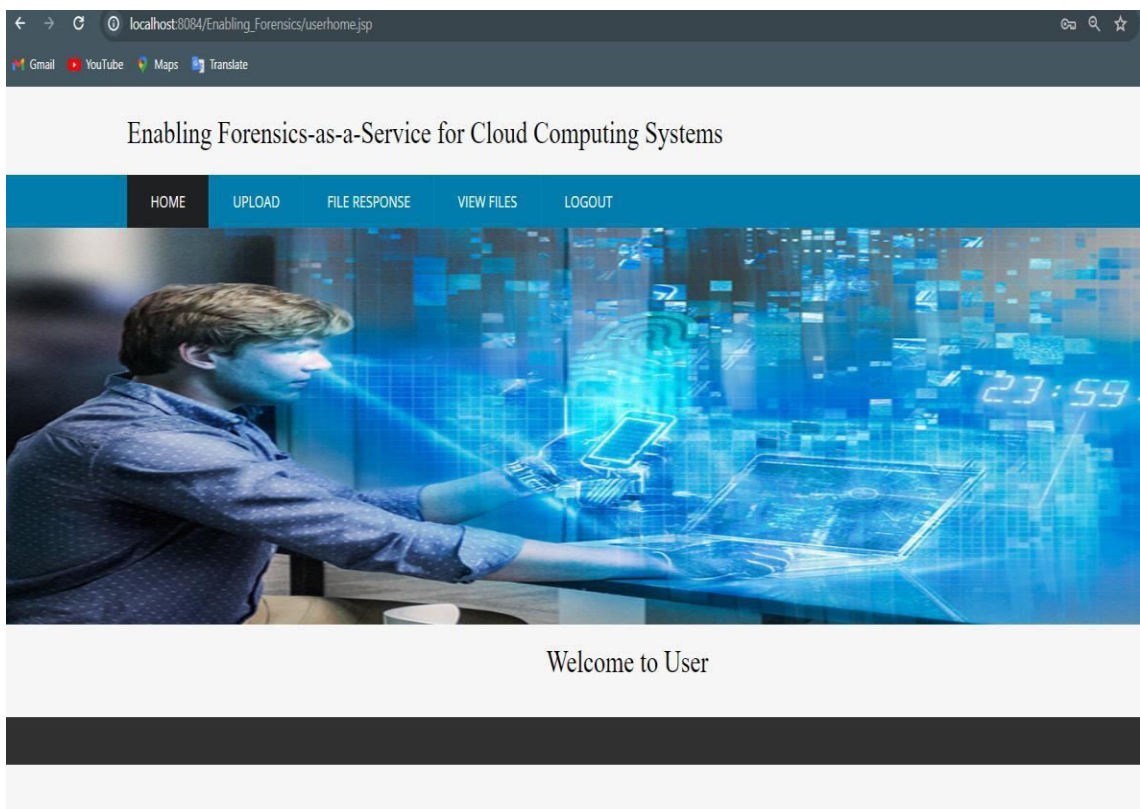 localhost:8084/Enabling_Forensics/userhome.jsp
Gmail YouTube Maps Translate
Enabling Forensics-as-a-Service for Cloud Computing Systems
HOME UPLOAD FILE RESPONSE VIEW FILES LOGOUT
23:59
Welcome to User